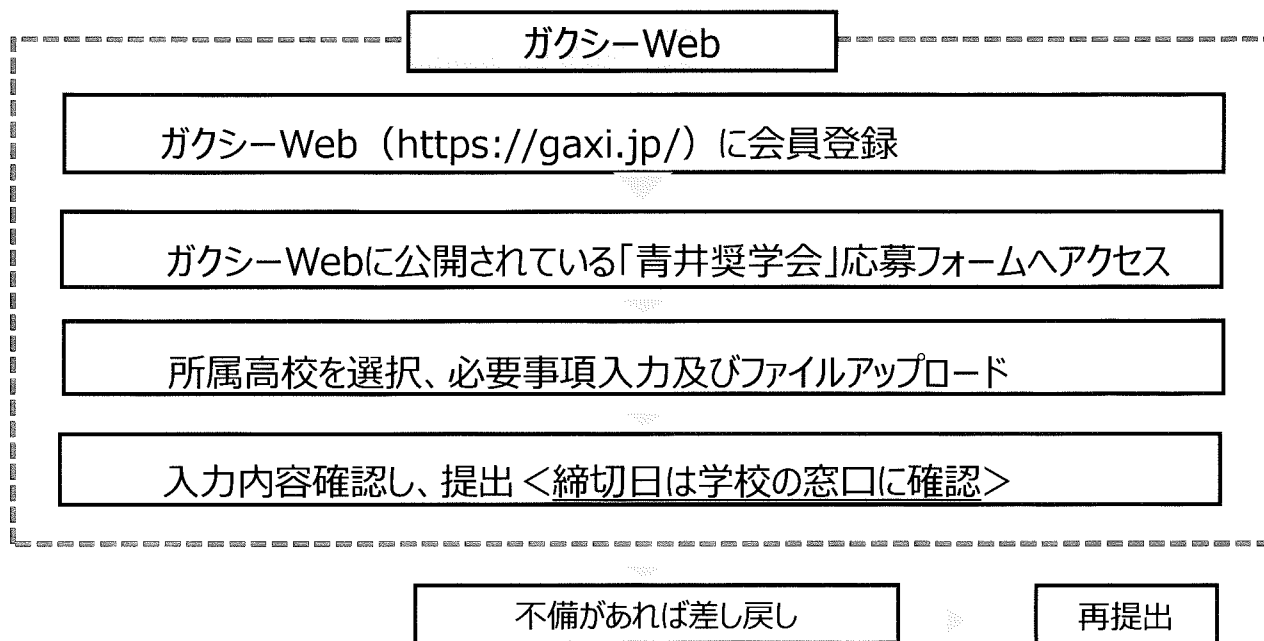 ガクシーWeb
ガクシーWeb（https://gaxi.jp/）に会員登録
ガクシーWebに公開されている「青井奨学会」応募フォームへアクセス
所属高校を選択、必要事項入力及びファイルアップロード
入力内容確認し、提出＜締切日は学校の窓口に確認＞
不備があれば差し戻し
再提出